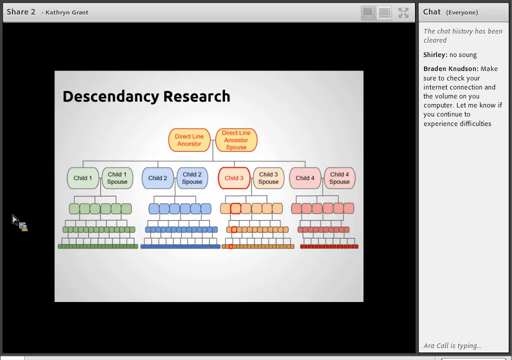 Share 2 - Kathryn Grant
Chat (Everyone)
The chat history has been
cleared
Shirley: no soung
Braden Knudson: Make
sure to check your
internet connection and
the volume on you
computer. Let me know if
you continue to
experience difficulties
Descendancy Research
Direct Line
Ancestor
Direct Line
Ancestor
Spouse
Child 1
Child 1
Spouse
Child 2
Child 2
Spouse
Child 3
Child 3
Spouse
Child 4
Child 4
Spouse
Ara Call is typing...